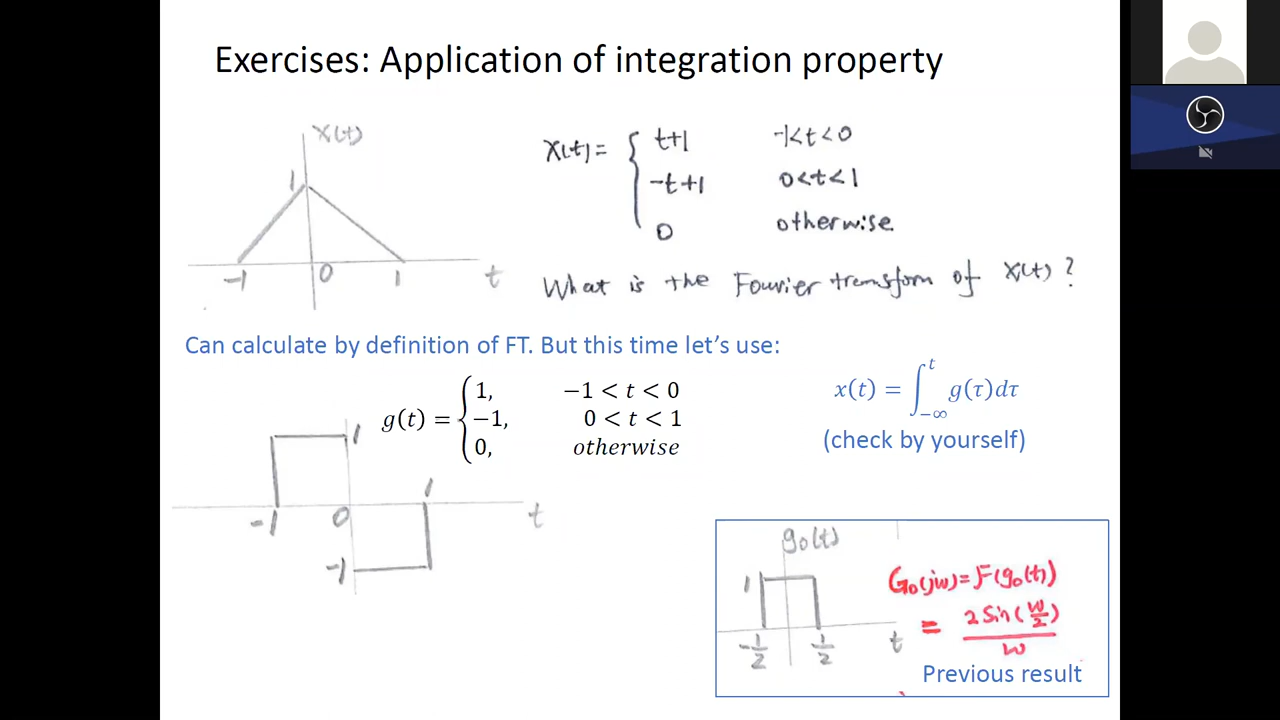 Exercises: Application of integration property
x(t)
1
-1
0
1
t
x(t) = { t+1 -1<t<0
-t+1 0<t<1
0 otherwise.
What is the Fourier transform of x(t) ?
Can calculate by definition of FT. But this time let's use:
g(t) = { 1, −1 < t < 0
−1, 0 < t < 1
0, otherwise
x(t) = ∫_{−∞}^{t} g(τ)dτ
(check by yourself)
1
1
-1
0
t
-1
g₀(t)
1
-1/2
1/2
t
G₀(jw) = F(g₀(t))
= 2 sin(w/2) / w
Previous result